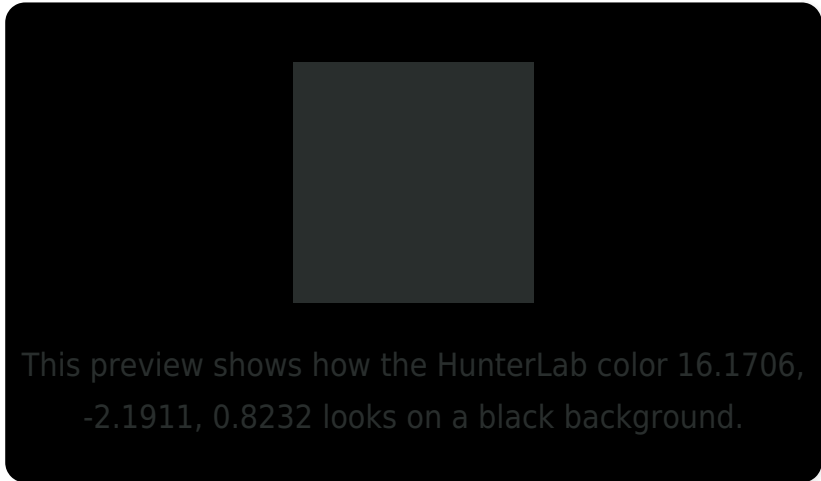 This preview shows how the HunterLab color 16.1706,
-2.1911, 0.8232 looks on a black background.